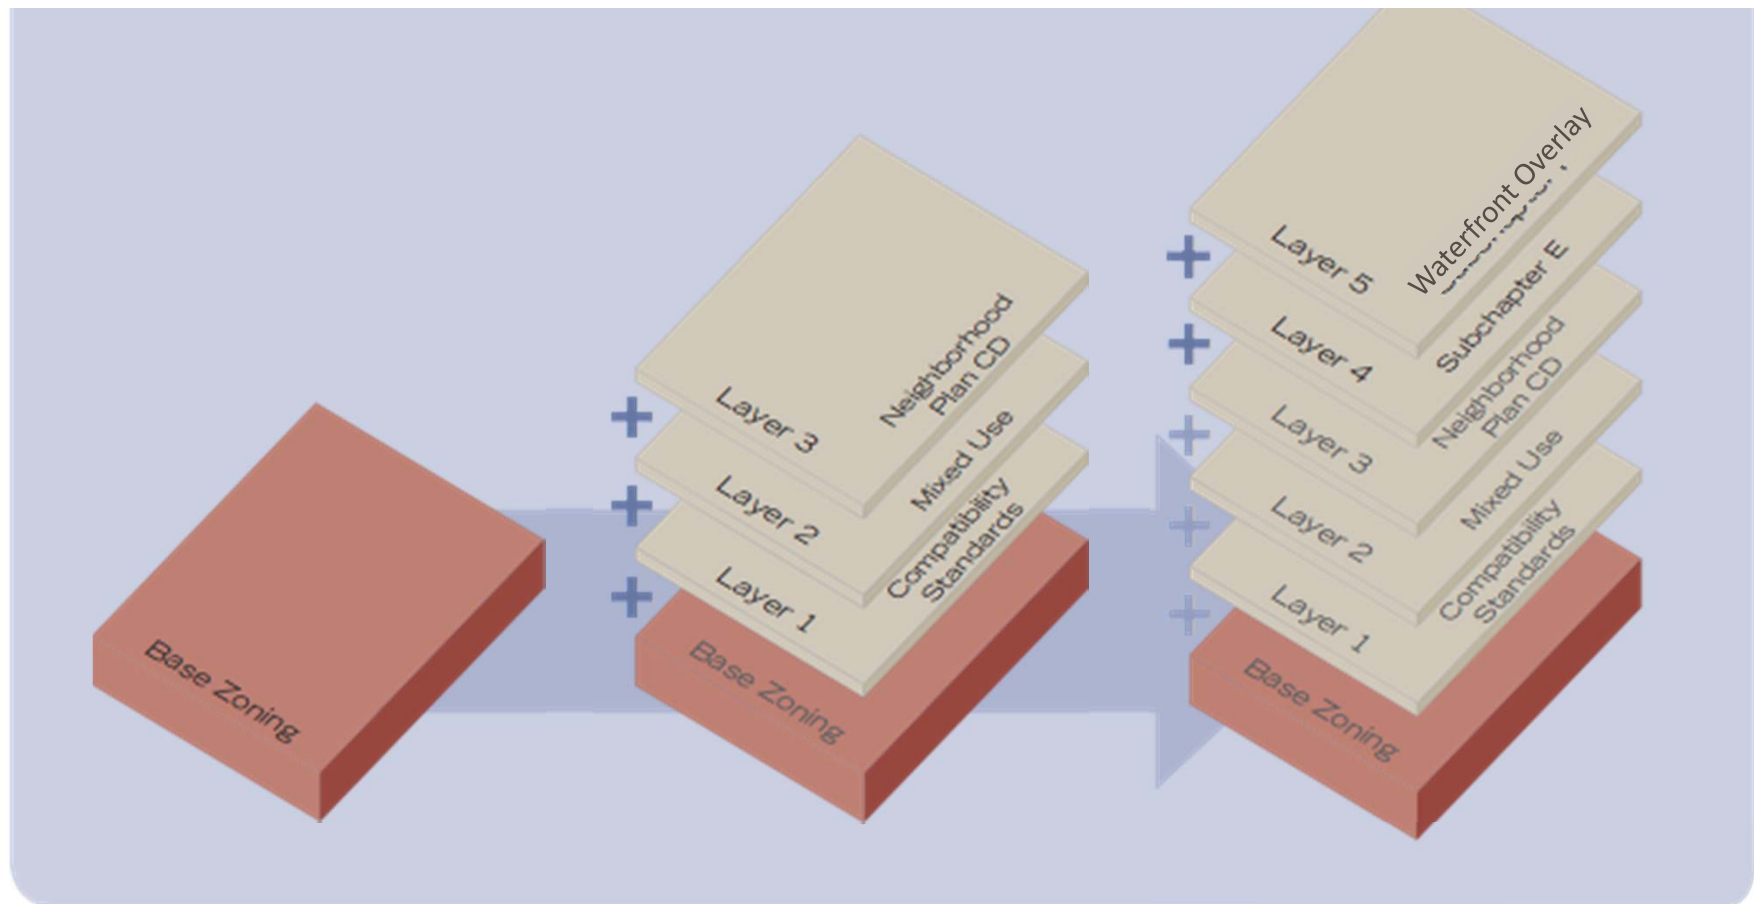 Base Zoning
Layer 3
Neighborhood
Plan CD
Layer 2
Mixed Use
Layer 1
Compatibility
Standards
Base Zoning
Layer 5
Waterfront Overlay
Layer 4
Subchapter E
Layer 3
Neighborhood
Plan CD
Layer 2
Mixed Use
Layer 1
Compatibility
Standards
Base Zoning